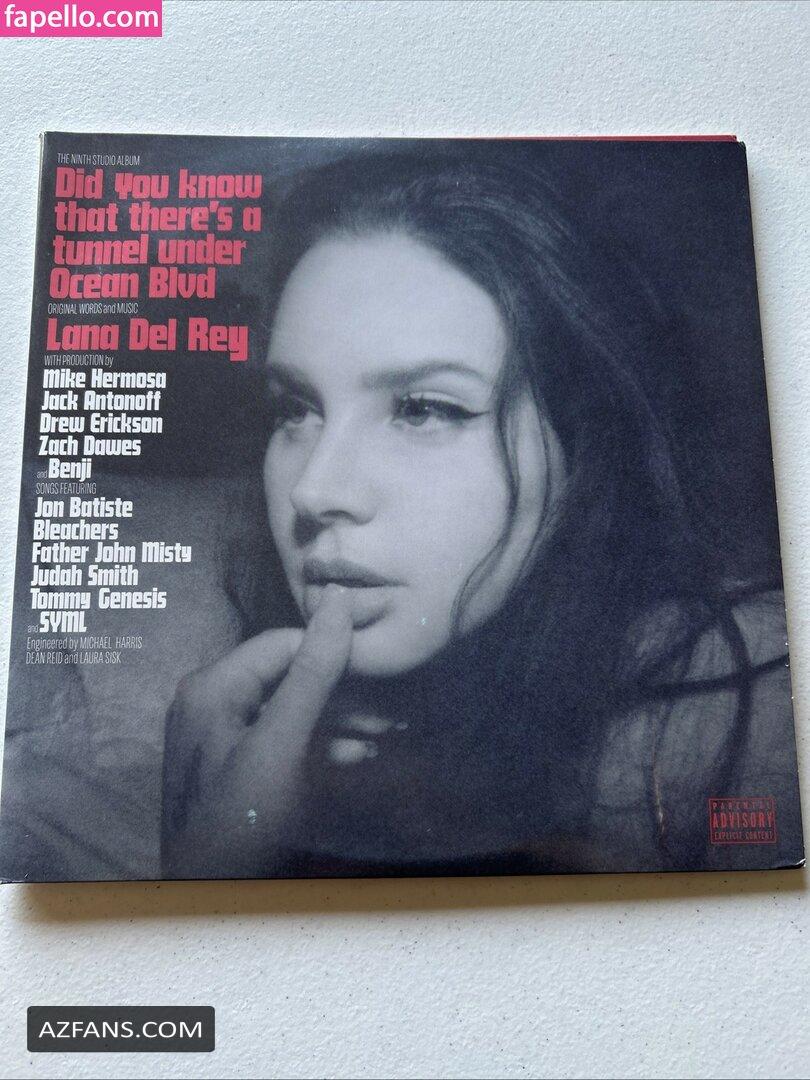 fapello.com
THE NINTH STUDIO ALBUM
Did you know
that there's a
tunnel under
Ocean Blvd
ORIGINAL WORDS and MUSIC
Lana Del Rey
WITH PRODUCTION by
Mike Hermosa
Jack Antonoff
Drew Erickson
Zach Dawes
and Benji
SONGS FEATURING
Jon Batiste
Bleachers
Father John Misty
Judah Smith
Tommy Genesis
and SYML
Engineered by MICHAEL HARRIS
DEAN REID and LAURA SISK
PARENTAL
ADVISORY
EXPLICIT CONTENT
AZFANS.COM